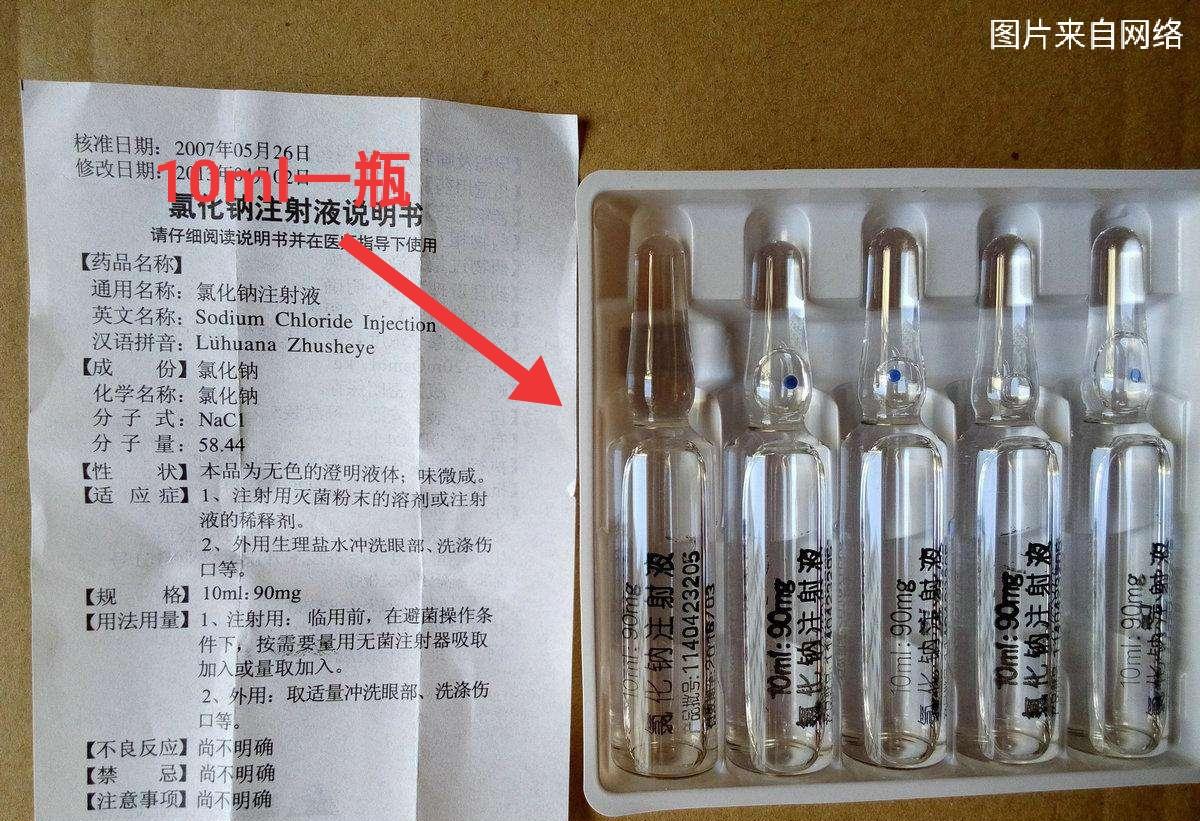 图片来自网络
核准日期：2007年05月26日
修改日期：
10ml一瓶
氯化钠注射液说明书
请仔细阅读说明书并在医师指导下使用
【药品名称】
通用名称：氯化钠注射液
英文名称：Sodium Chloride Injection
汉语拼音：Lühuana Zhusheye
【成 份】氯化钠
化学名称：氯化钠
分 子 式：NaCl
分 子 量：58.44
【性 状】本品为无色的澄明液体；味微咸。
【适 应 症】1、注射用灭菌粉末的溶剂或注射
液的稀释剂。
2、外用生理盐水冲洗眼部、洗涤伤
口等。
【规 格】10ml：90mg
【用法用量】1、注射用：临用前，在避菌操作条
件下，按需要量用无菌注射器吸取
加入或量取加入。
2、外用：取适量冲洗眼部、洗涤伤
口等。
【不良反应】尚不明确
【禁 忌】尚不明确
【注意事项】尚不明确
10ml:90mg
氯化钠注射液
产品批号:1140423205
10ml:90mg
氯化钠注射液
10ml:90mg
氯化钠注射液
10ml:90mg
氯化钠注射液
10ml:90mg
氯化钠注射液